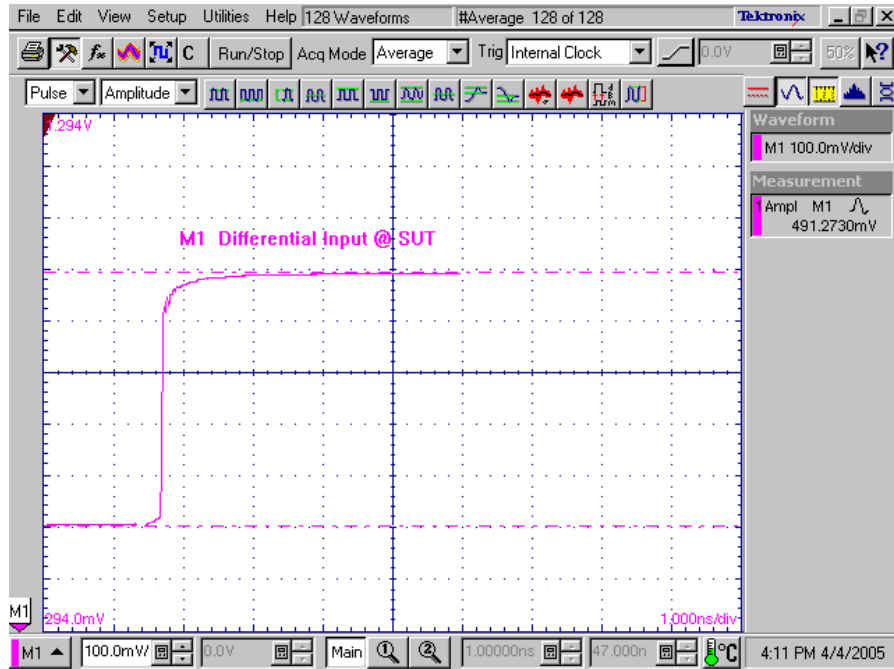 File Edit View Setup Utilities Help 128 Waveforms #Average 128 of 128 Tektronix
C Run/Stop Acq Mode Average Trig Internal Clock 0.0V 50%
Pulse Amplitude
1.294V
Waveform
M1 100.0mV/div
Measurement
1 Ampl M1
491.2730mV
M1 Differential Input @ SUT
M1
294.0mV
1.000ns/div
M1 100.0mV/ 0.0V Main 1 2 1.00000ns 47.000n °C 4:11 PM 4/4/2005